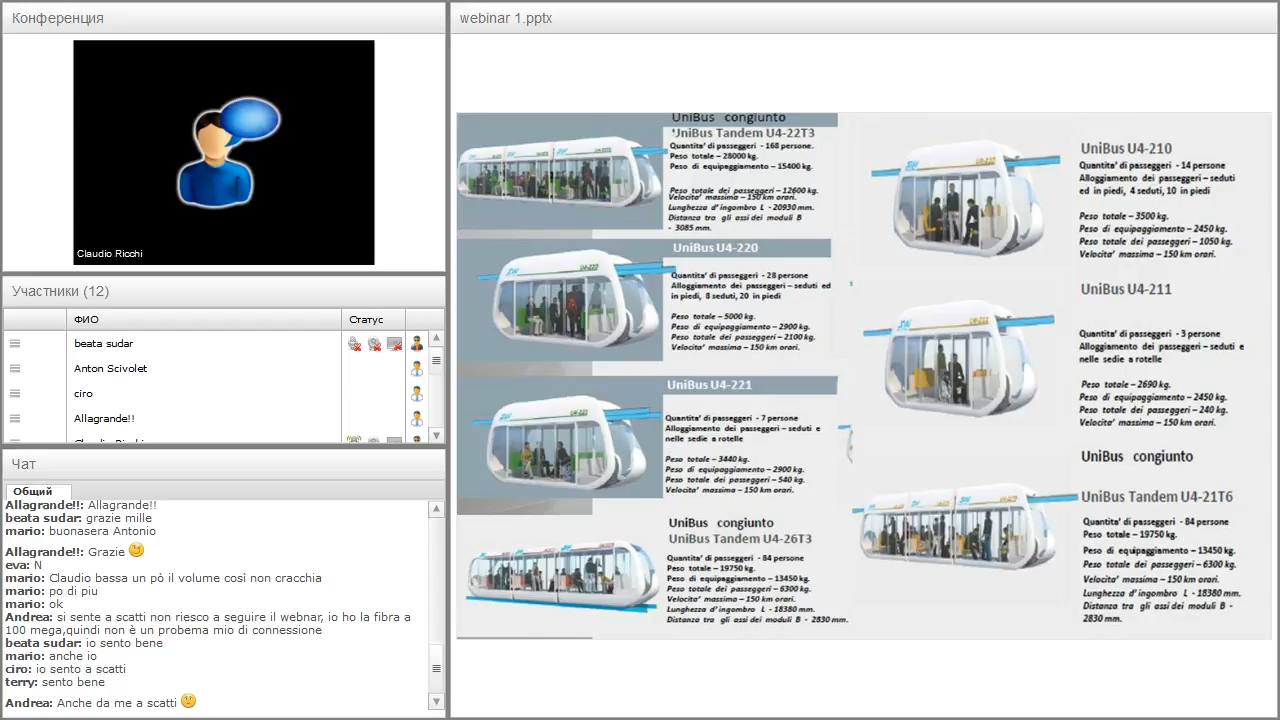 Конференция
Claudio Ricchi
Участники (12)
ФИО
Статус
beata sudar
Anton Scivolet
ciro
Allagrande!!
Чат
Общий
Allagrande!!: Allagrande!!
beata sudar: grazie mille
mario: buonasera Antonio
Allagrande!!: Grazie
eva: N
mario: Claudio bassa un pò il volume così non cracchia
mario: po di più
mario: ok
Andrea: si sente a scatti non riesco a seguire il webnar, io ho la fibra a
100 mega,quindi non è un probema mio di connessione
beata sudar: io sento bene
mario: anche io
ciro: io sento a scatti
terry: sento bene
Andrea: Anche da me a scatti
webinar 1.pptx
UniBus congiunto
UniBus Tandem U4-22T3
Quantita’ di passeggeri - 168 persone.
Peso totale – 28000 kg.
Peso di equipaggiamento – 15400 kg.
Peso totale dei passegeri – 12600 kg.
Velocita’ massima – 150 km orari.
Lunghezza d’ingombro L - 20930 mm.
Distanza tra gli assi dei moduli B
- 3085 mm.
UniBus U4-220
U4-220
Quantita’ di passeggeri - 28 persone
Alloggiamento dei passeggeri – seduti ed
in piedi, 8 seduti, 20 in piedi
Peso totale – 5000 kg.
Peso di equipaggiamento – 2900 kg.
Peso totale dei passegeri – 2100 kg.
Velocita’ massima – 150 km orari.
UniBus U4-221
Quantita’ di passeggeri - 7 persone
Alloggiamento dei passeggeri – seduti e
nelle sedie a rotelle
Peso totale – 3440 kg.
Peso di equipaggiamento – 2900 kg.
Peso totale dei passegeri – 540 kg.
Velocita’ massima – 150 km orari.
UniBus congiunto
UniBus Tandem U4-26T3
Quantita’ di passeggeri - 84 persone
Peso totale – 19750 kg.
Peso di equipaggiamento – 13450 kg.
Peso totale dei passegeri – 6300 kg.
Velocita’ massima – 150 km orari.
Lunghezza d’ingombro L - 18380 mm.
Distanza tra gli assi dei moduli B - 2830 mm.
UniBus U4-210
Quantita’ di passeggeri - 14 persone
Alloggiamento dei passeggeri – seduti
ed in piedi, 4 seduti, 10 in piedi
Peso totale – 3500 kg.
Peso di equipaggiamento – 2450 kg.
Peso totale dei passegeri – 1050 kg.
Velocita’ massima – 150 km orari.
UniBus U4-211
Quantita’ di passeggeri - 3 persone
Alloggiamento dei passeggeri – seduti e
nelle sedie a rotelle
Peso totale – 2690 kg.
Peso di equipaggiamento – 2450 kg.
Peso totale dei passegeri – 240 kg.
Velocita’ massima – 150 km orari.
UniBus congiunto
UniBus Tandem U4-21T6
Quantita’ di passeggeri - 84 persone
Peso totale – 19750 kg.
Peso di equipaggiamento – 13450 kg.
Peso totale dei passegeri – 6300 kg.
Velocita’ massima – 150 km orari.
Lunghezza d’ingombro L - 18380 mm.
Distanza tra gli assi dei moduli B -
2830 mm.